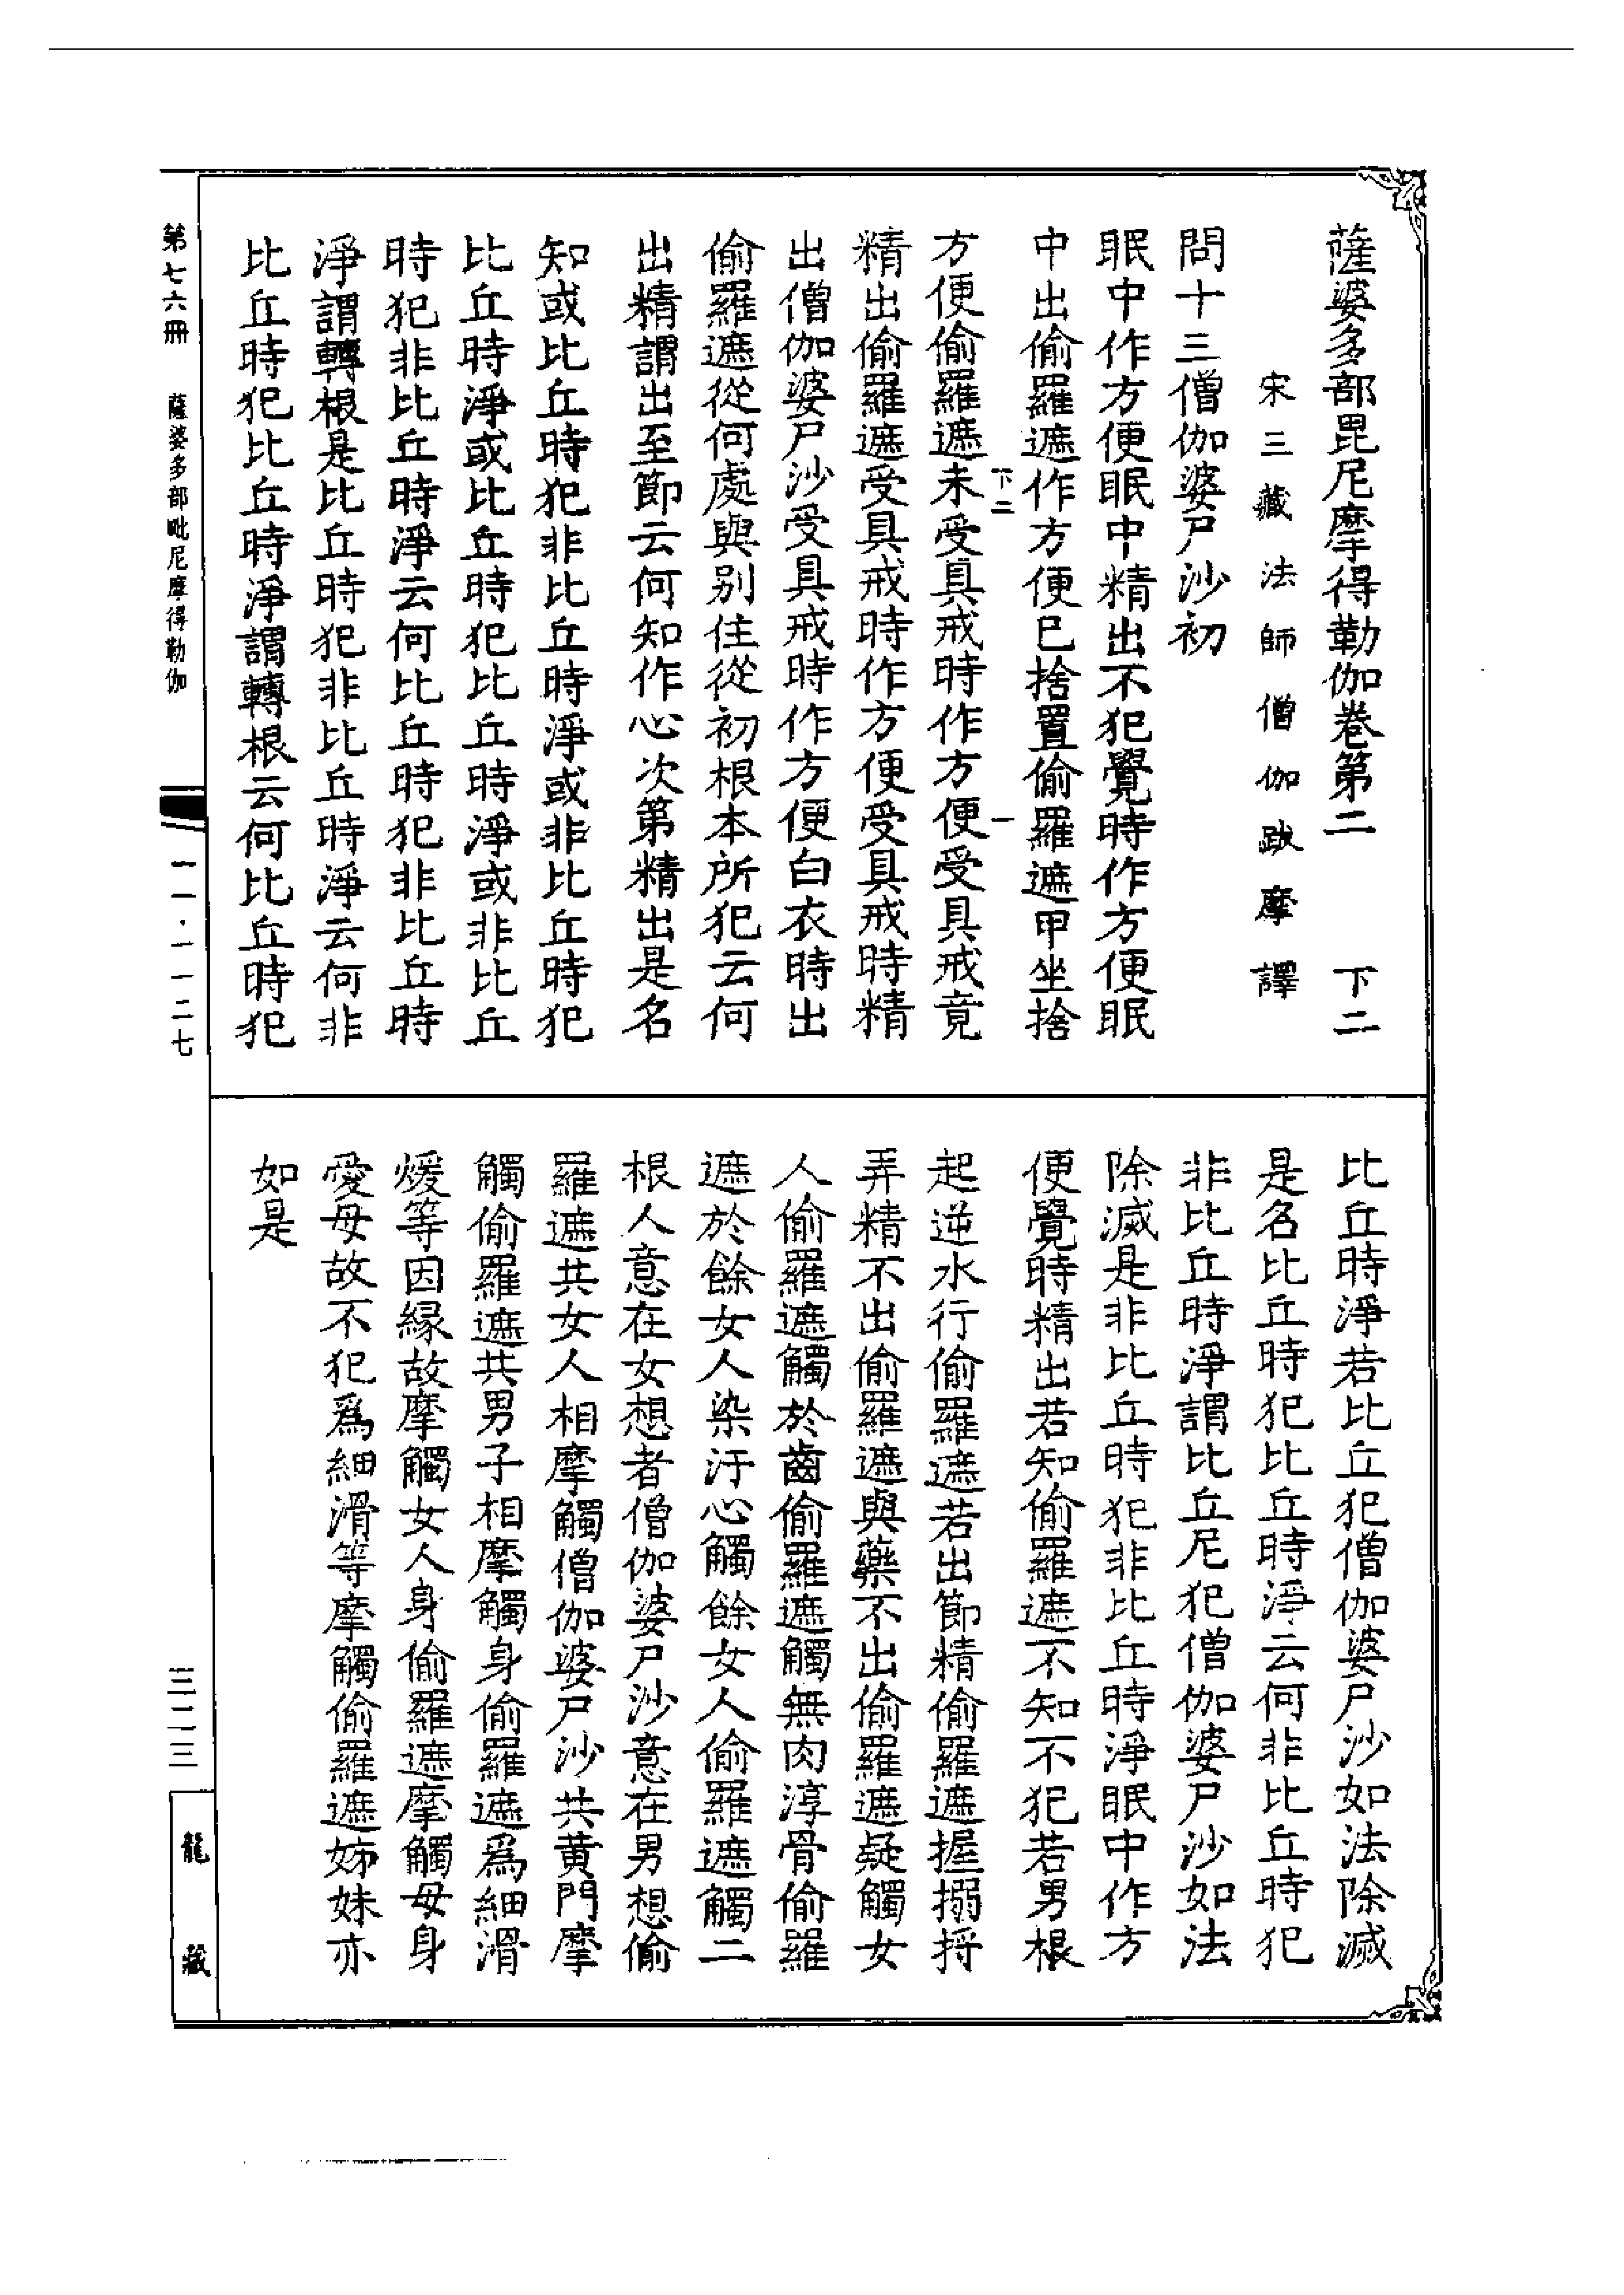 薩婆多部毘尼摩得勒伽卷第二　下二
宋三藏法師僧伽跋摩譯
問十三僧伽婆尸沙初
眠中作方便眠中精出不犯覺時作方便眠
中出偷羅遮作方便已捨置偷羅遮甲坐捨
下二　一
方便偷羅遮未受具戒時作方便受具戒竟
精出偷羅遮受具戒時作方便受具戒時精
出僧伽婆尸沙受具戒時作方便白衣時出
偷羅遮從何處與別住從初根本所犯云何
出精謂出至節云何知作心次第精出是名
知或比丘時犯非比丘時淨或非比丘時犯
比丘時淨或比丘時犯比丘時淨或非比丘
時犯非比丘時淨云何比丘時犯非比丘時
淨謂轉根是比丘時犯非比丘時淨云何非
比丘時犯比丘時淨謂轉根云何比丘時犯
比丘時淨若比丘犯僧伽婆尸沙如法除滅
是名比丘時犯比丘時淨云何非比丘時犯
非比丘時淨謂比丘尼犯僧伽婆尸沙如法
除滅是非比丘時犯非比丘時淨眠中作方
便覺時精出若知偷羅遮不知不犯若男根
起逆水行偷羅遮若出節精偷羅遮握搦捋
弄精不出偷羅遮與藥不出偷羅遮疑觸女
人偷羅遮觸於齒偷羅遮觸無肉淳骨偷羅
遮於餘女人染汙心觸餘女人偷羅遮觸二
根人意在女想者僧伽婆尸沙意在男想偷
羅遮共女人相摩觸僧伽婆尸沙共黄門摩
觸偷羅遮共男子相摩觸身偷羅遮爲細滑
煖等因緣故摩觸女人身偷羅遮摩觸母身
愛母故不犯爲細滑等摩觸偷羅遮姊妹亦
如是
第七六冊　薩婆多部毗尼摩得勒伽　一一·一一二七　三二三　龍藏